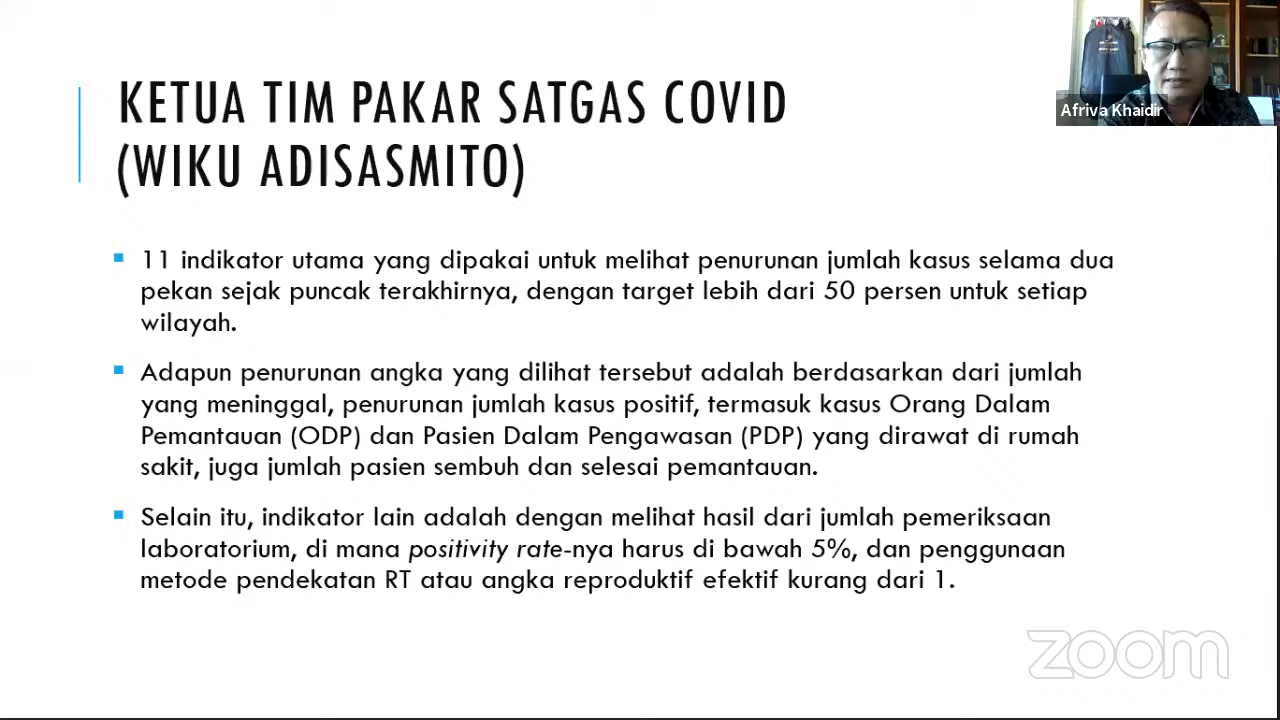 KETUA TIM PAKAR SATGAS COVID
(WIKU ADISASMITO)
Afriva Khaidir
11 indikator utama yang dipakai untuk melihat penurunan jumlah kasus selama dua
pekan sejak puncak terakhirnya, dengan target lebih dari 50 persen untuk setiap
wilayah.
Adapun penurunan angka yang dilihat tersebut adalah berdasarkan dari jumlah
yang meninggal, penurunan jumlah kasus positif, termasuk kasus Orang Dalam
Pemantauan (ODP) dan Pasien Dalam Pengawasan (PDP) yang dirawat di rumah
sakit, juga jumlah pasien sembuh dan selesai pemantauan.
Selain itu, indikator lain adalah dengan melihat hasil dari jumlah pemeriksaan
laboratorium, di mana positivity rate-nya harus di bawah 5%, dan penggunaan
metode pendekatan RT atau angka reproduktif efektif kurang dari 1.
zoom